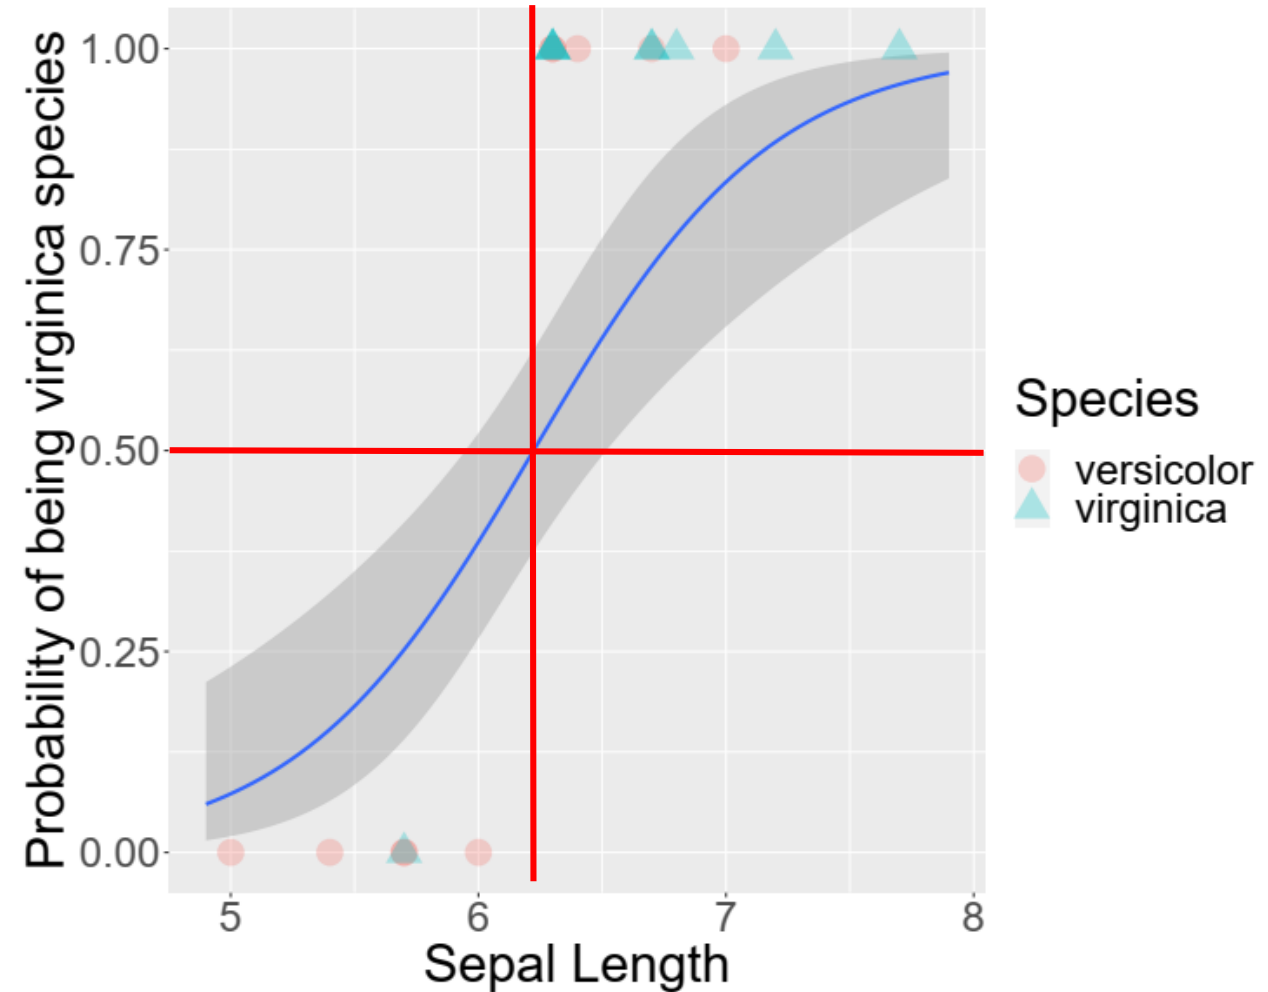 Probability of being virginica species
1.00
0.75
0.50
0.25
0.00
5 6 7 8
Sepal Length
Species
versicolor
virginica